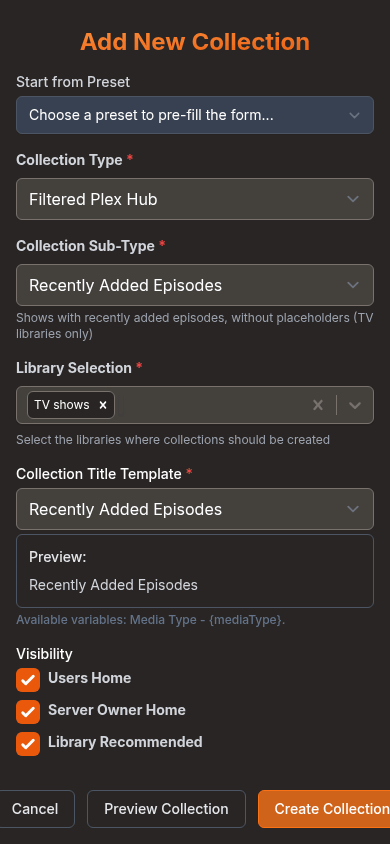 Add New Collection
Start from Preset
Choose a preset to pre-fill the form...
Collection Type *
Filtered Plex Hub
Collection Sub-Type *
Recently Added Episodes
Shows with recently added episodes, without placeholders (TV
libraries only)
Library Selection *
TV shows
Select the libraries where collections should be created
Collection Title Template *
Recently Added Episodes
Preview:
Recently Added Episodes
Available variables: Media Type - {mediaType}.
Visibility
Users Home
Server Owner Home
Library Recommended
Cancel Preview Collection Create Collection